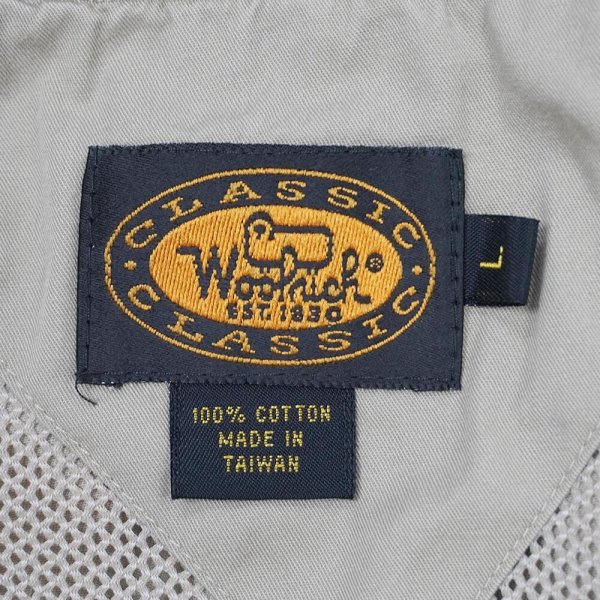 · CLASSIC ·
Woolrich®
EST. 1830
CLASSIC
L
100% COTTON
MADE IN
TAIWAN